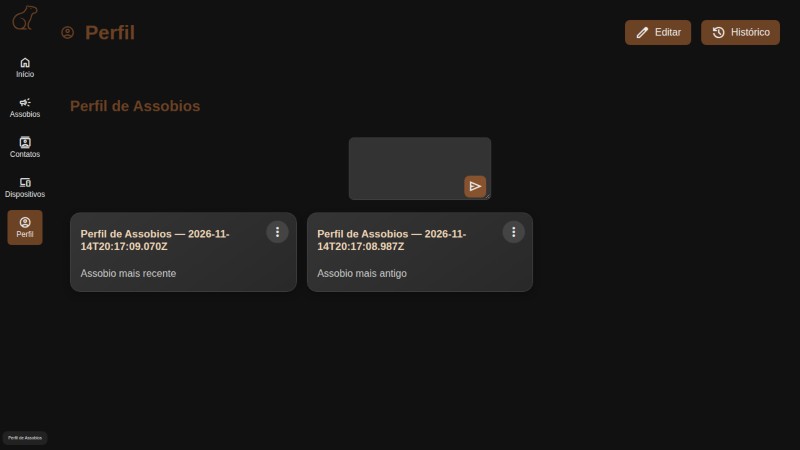 Perfil
Editar
Histórico
Início
Assobios
Contatos
Dispositivos
Perfil
Perfil de Assobios
Perfil de Assobios — 2026-11-
14T20:17:09.070Z
Assobio mais recente
Perfil de Assobios — 2026-11-
14T20:17:08.987Z
Assobio mais antigo
Perfil de Assobios